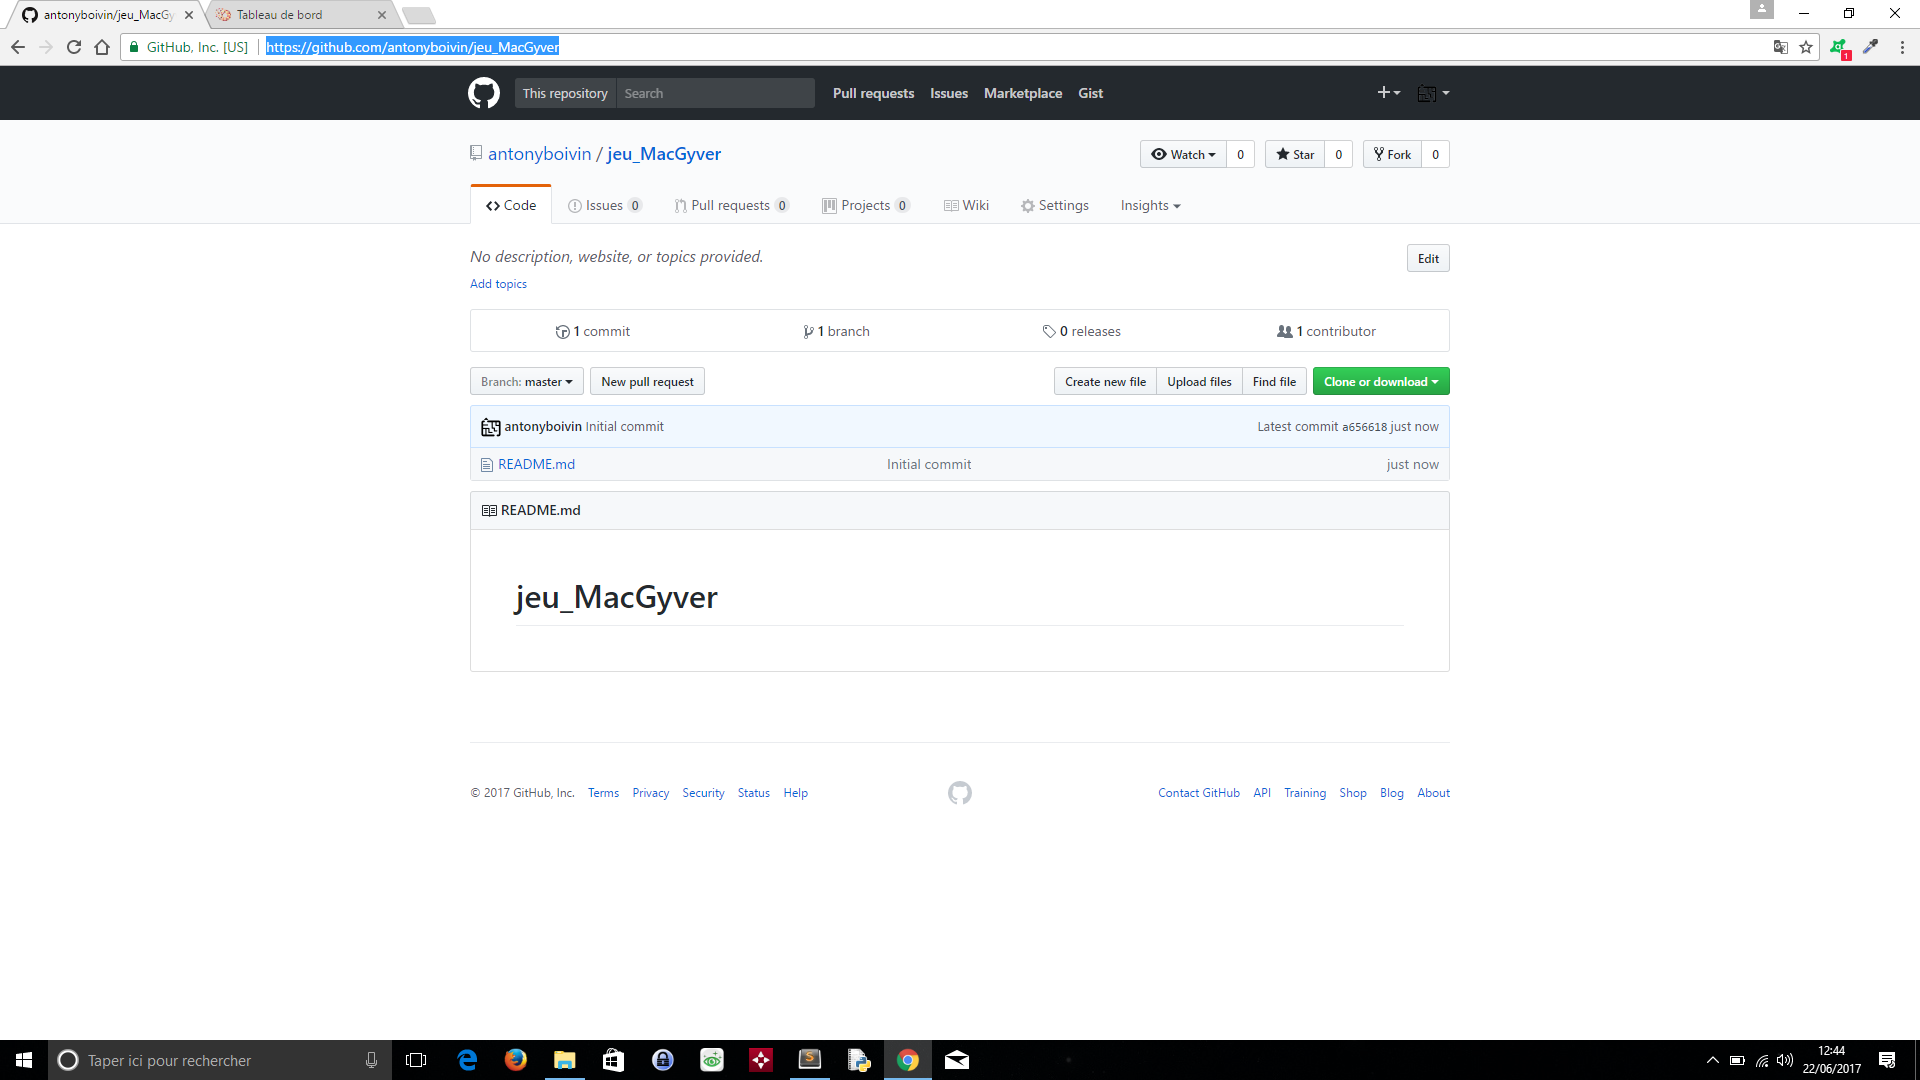 antonyboivin/jeu_MacGy
Tableau de bord
GitHub, Inc. [US]
https://github.com/antonyboivin/jeu_MacGyver
1
This repository
Search
Pull requests
Issues
Marketplace
Gist
antonyboivin / jeu_MacGyver
Watch
0
Star
0
Fork
0
Code
Issues 0
Pull requests 0
Projects 0
Wiki
Settings
Insights
No description, website, or topics provided.
Edit
Add topics
1 commit
1 branch
0 releases
1 contributor
Branch: master
New pull request
Create new file
Upload files
Find file
Clone or download
antonyboivin Initial commit
Latest commit a656618 just now
README.md
Initial commit
just now
README.md
jeu_MacGyver
© 2017 GitHub, Inc.
Terms
Privacy
Security
Status
Help
Contact GitHub
API
Training
Shop
Blog
About
Taper ici pour rechercher
12:44
22/06/2017